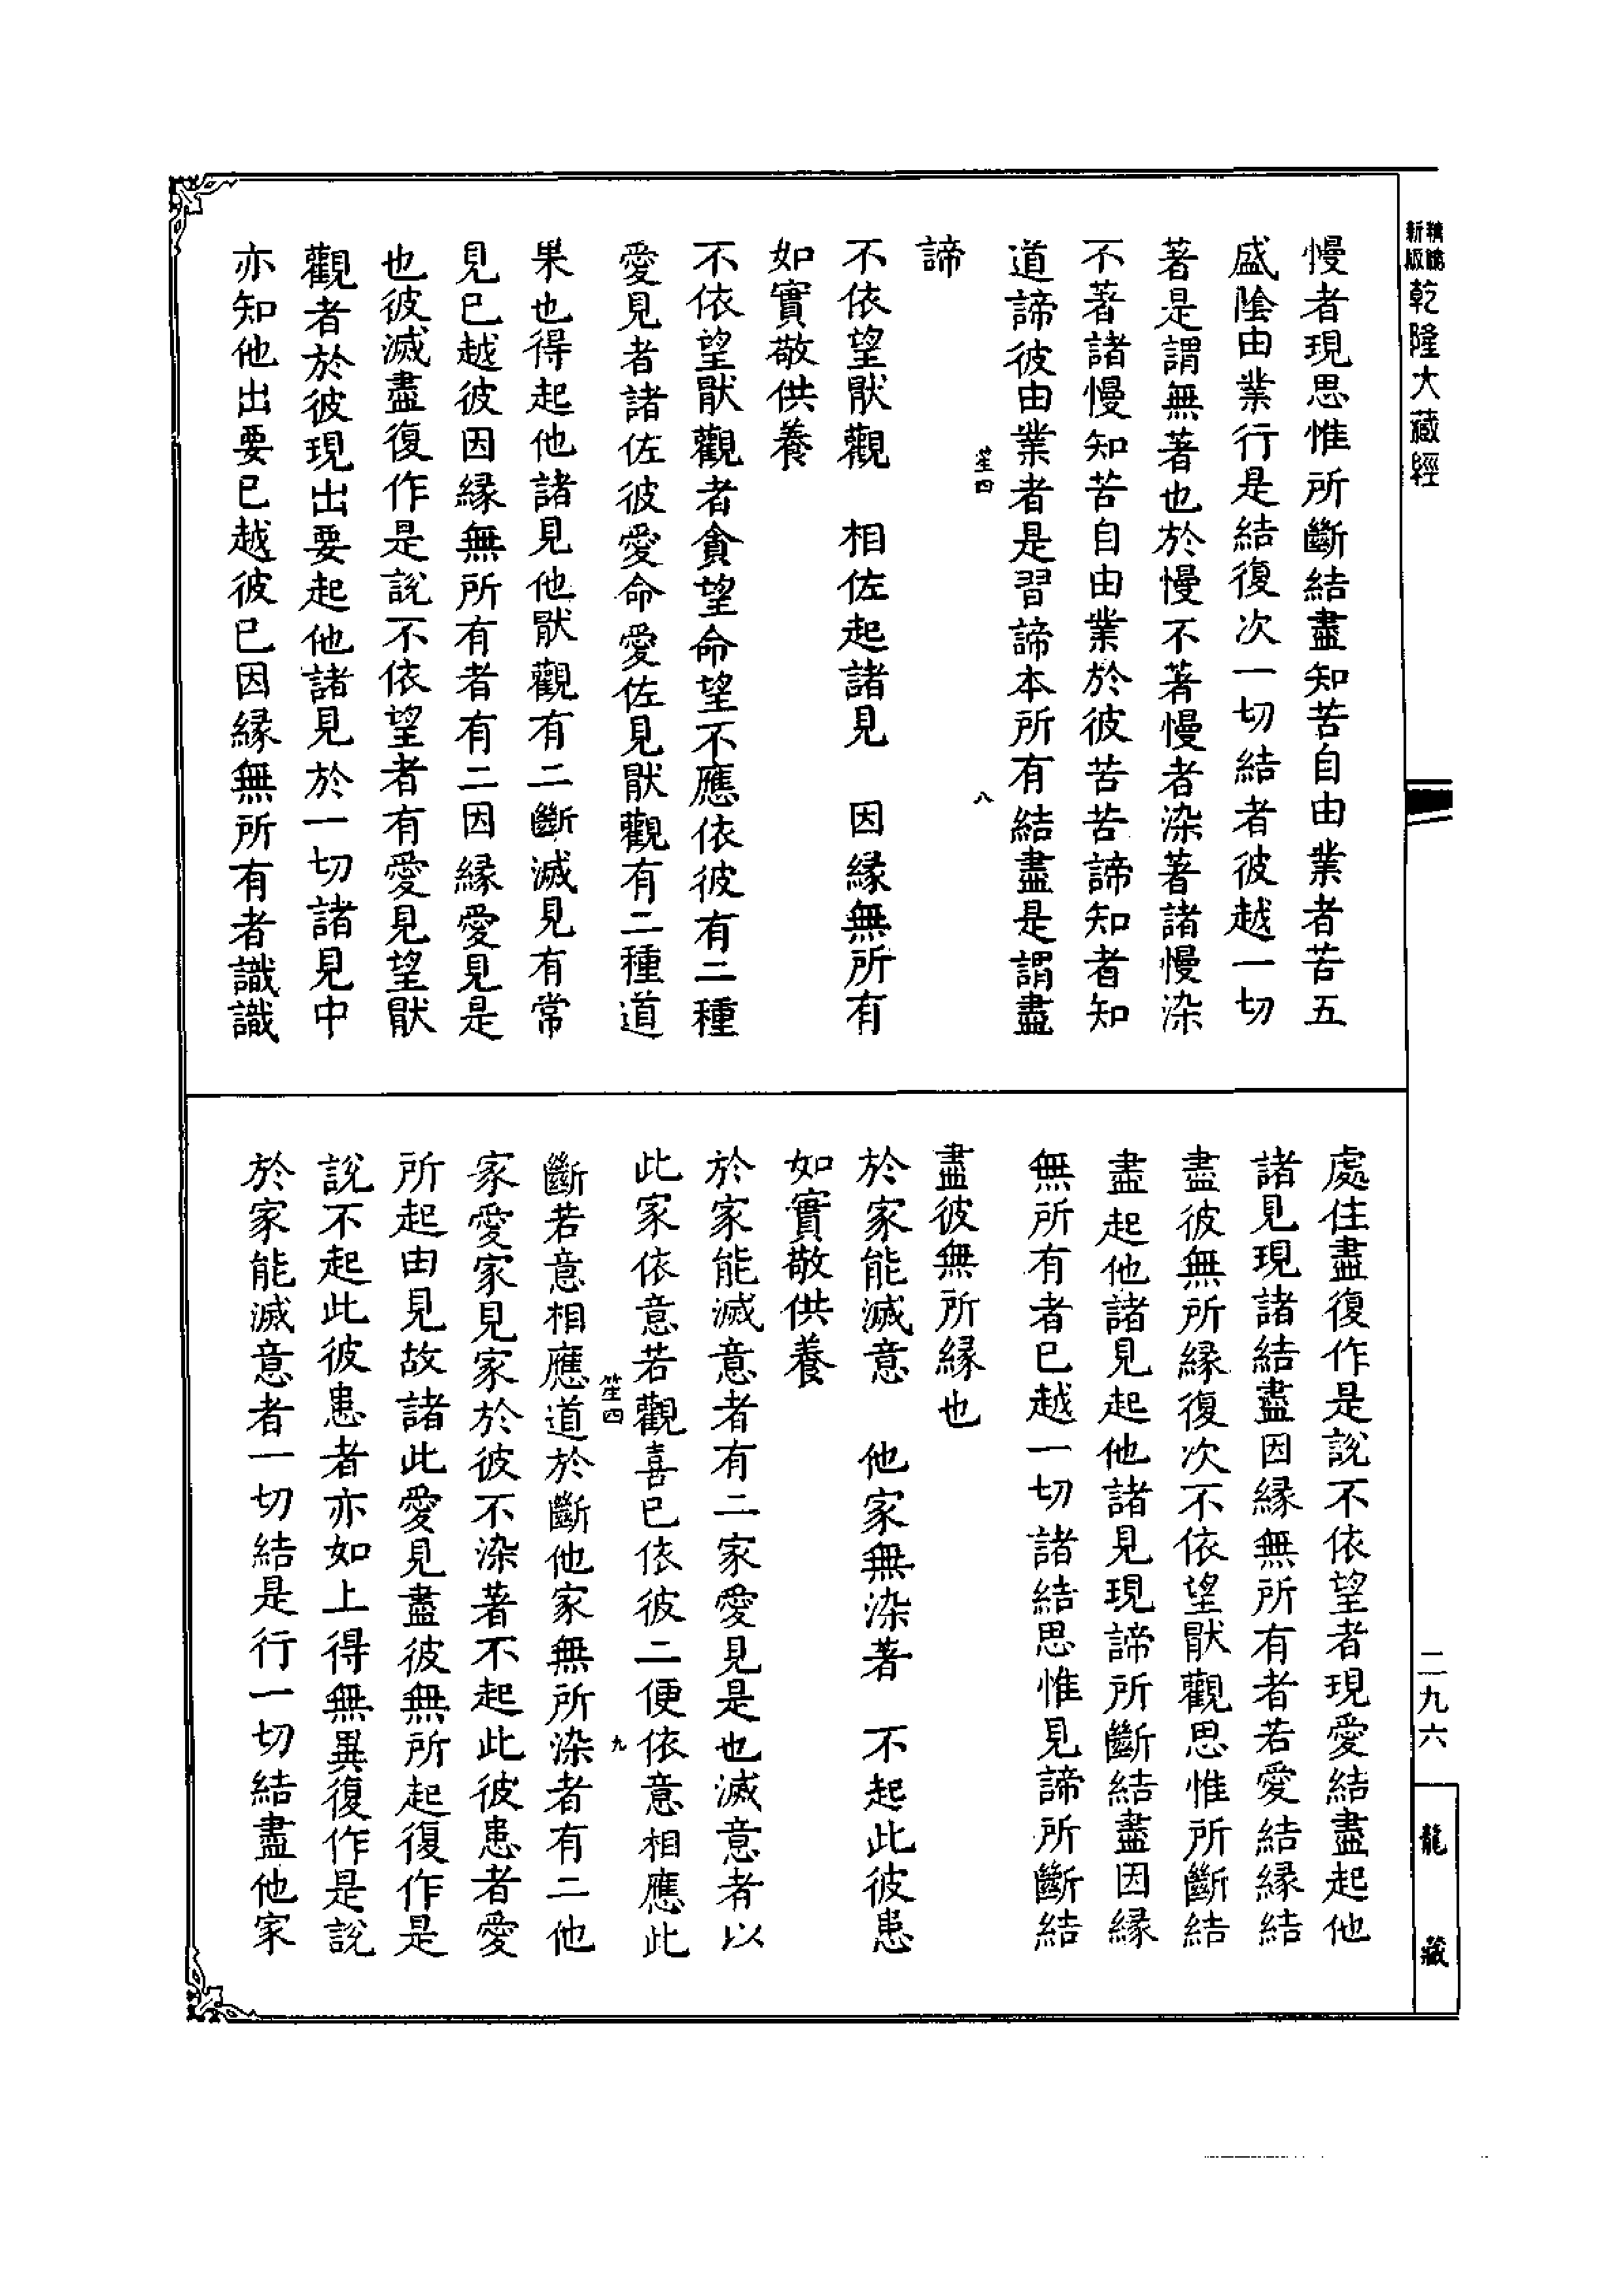 新版
精縮
乾隆大藏經
慢者現思惟所斷結盡知苦自由業者苦五
盛陰由業行是結復次一切結者彼越一切
著是謂無著也於慢不著慢者染著諸慢染
不著諸慢知苦自由業於彼苦苦諦知者知
道諦彼由業者是習諦本所有結盡是謂盡
笙四
八
諦
不依望猒觀　相佐起諸見　因緣無所有
如實敬供養
不依望猒觀者貪望命望不應依彼有二種
愛見者諸佐彼愛命愛佐見猒觀有二種道
果也得起他諸見他猒觀有二斷滅見有常
見已越彼因緣無所有者有二因緣愛見是
也彼滅盡復作是說不依望者有愛見望猒
觀者於彼現出要起他諸見於一切諸見中
亦知他出要已越彼已因緣無所有者識識
處住盡復作是說不依望者現愛結盡起他
諸見現諸結盡因緣無所有者若愛結緣結
盡彼無所緣復次不依望猒觀思惟所斷結
盡起他諸見起他諸見現諦所斷結盡因緣
無所有者已越一切諸結思惟見諦所斷結
盡彼無所緣也
於家能滅意　他家無染著　不起此彼恚
如實敬供養
於家能滅意者有二家愛見是也滅意者以
此家依意若觀喜已依彼二便依意相應此
笙四
九
斷若意相應道於斷他家無所染者有二他
家愛家見家於彼不染著不起此彼恚者愛
所起由見故諸此愛見盡彼無所起復作是
說不起此彼恚者亦如上得無異復作是說
於家能滅意者一切結是行一切結盡他家
二九六
龍藏